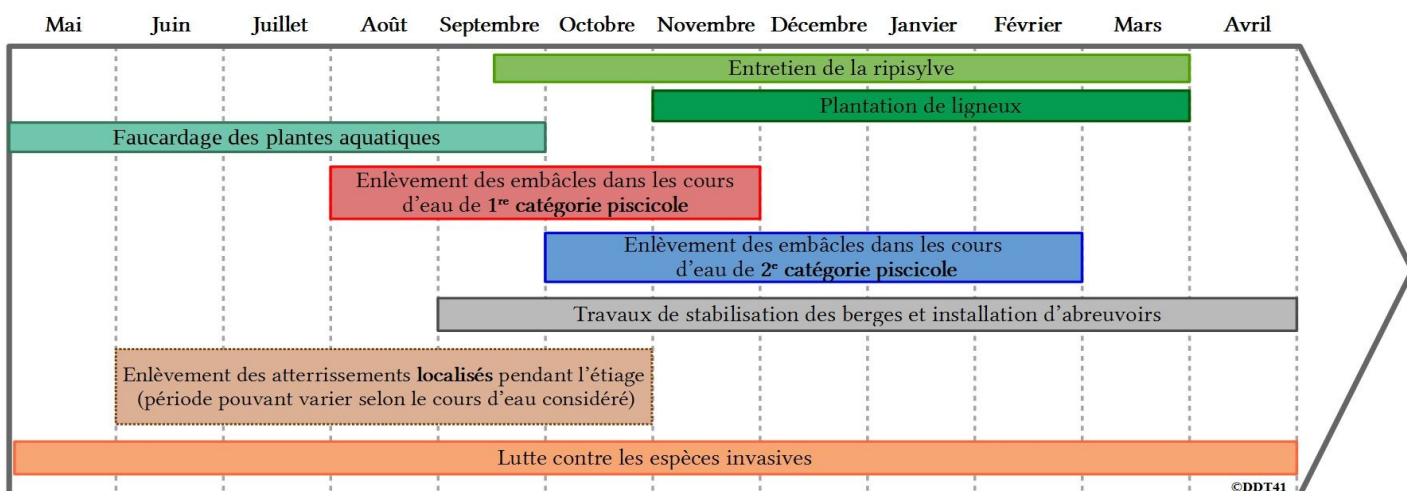 Mai Juin Juillet Août Septembre Octobre Novembre Décembre Janvier Février Mars Avril
Entretien de la ripisylve
Plantation de ligneux
Faucardage des plantes aquatiques
Enlèvement des embâcles dans les cours
d’eau de 1re catégorie piscicole
Enlèvement des embâcles dans les cours
d’eau de 2e catégorie piscicole
Travaux de stabilisation des berges et installation d’abreuvoirs
Enlèvement des atterrissements localisés pendant l’étiage
(période pouvant varier selon le cours d’eau considéré)
Lutte contre les espèces invasives
©DDT41